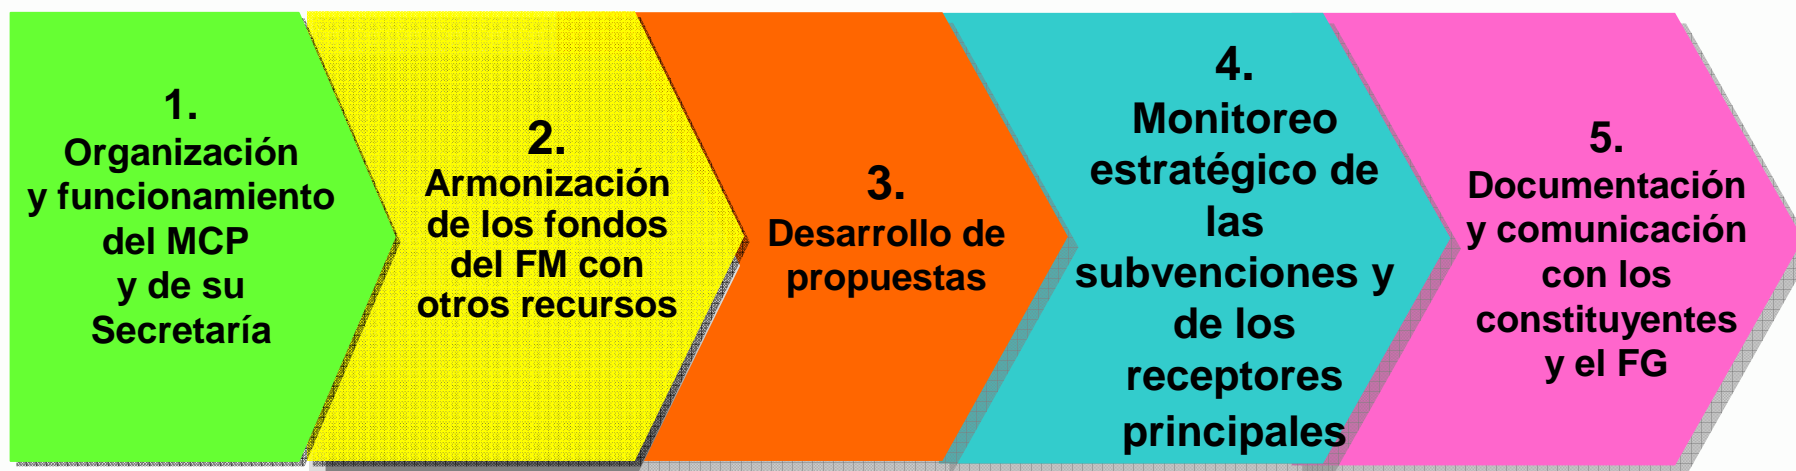 1.
Organización
y funcionamiento
del MCP
y de su
Secretaría
2.
Armonización
de los fondos
del FM con
otros recursos
3.
Desarrollo de
propuestas
4.
Monitoreo
estratégico de
las
subvenciones y
de los
receptores
principales
5.
Documentación
y comunicación
con los
constituyentes
y el FG